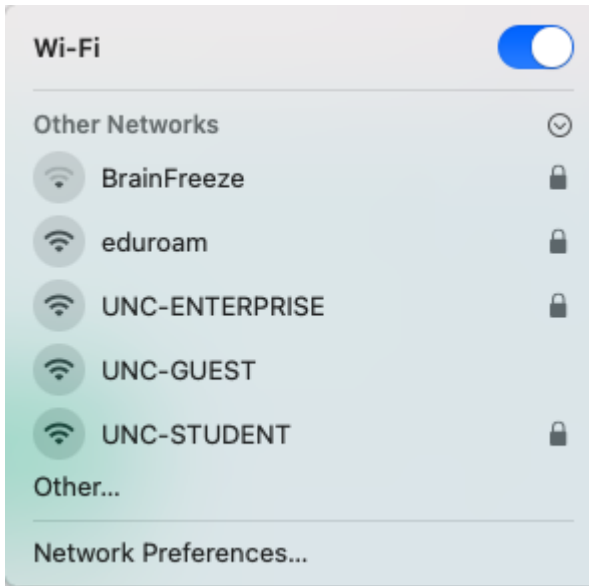 Wi-Fi
Other Networks
BrainFreeze
eduroam
UNC-ENTERPRISE
UNC-GUEST
UNC-STUDENT
Other...
Network Preferences...